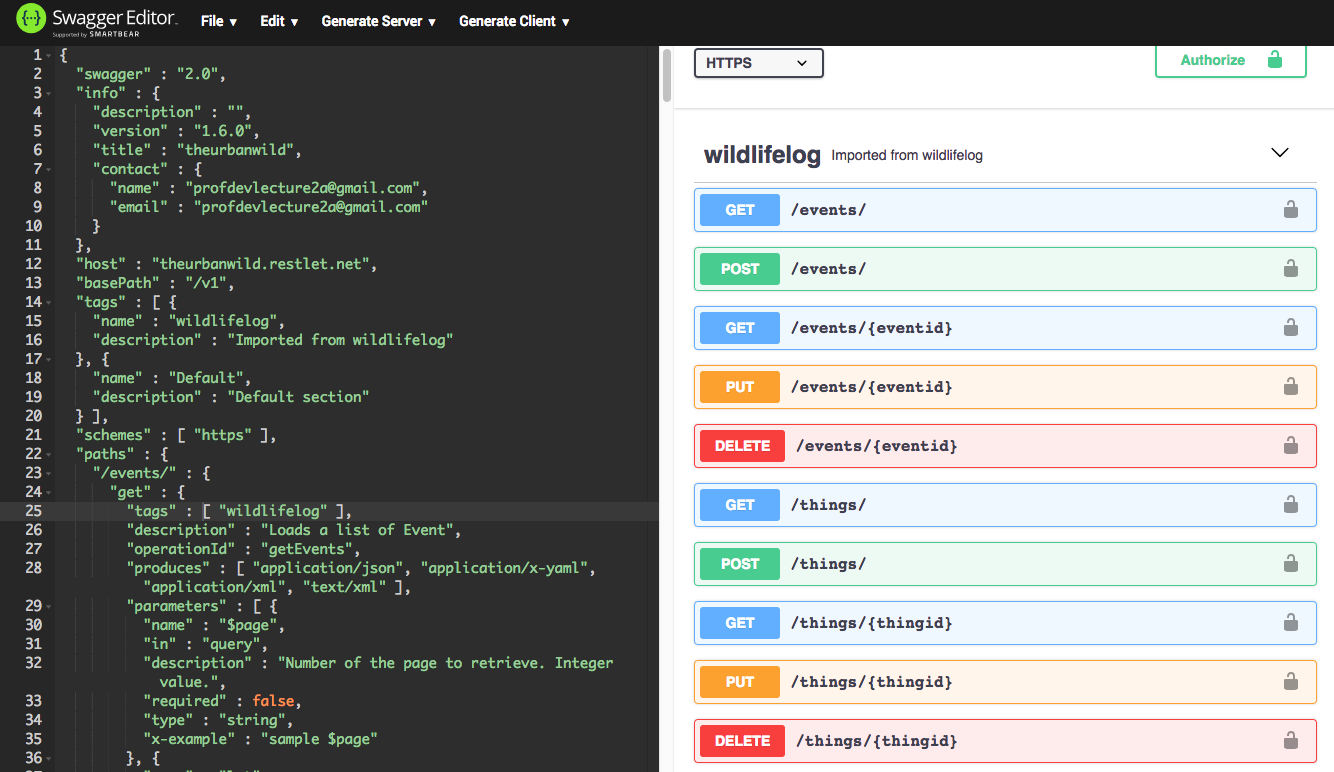 Swagger Editor
Supported by SMARTBEAR
File ▾ Edit ▾ Generate Server ▾ Generate Client ▾
1 {
2 "swagger" : "2.0",
3 "info" : {
4 "description" : "",
5 "version" : "1.6.0",
6 "title" : "theurbanwild",
7 "contact" : {
8 "name" : "profdevlecture2a@gmail.com",
9 "email" : "profdevlecture2a@gmail.com"
10 }
11 },
12 "host" : "theurbanwild.restlet.net",
13 "basePath" : "/v1",
14 "tags" : [ {
15 "name" : "wildlifelog",
16 "description" : "Imported from wildlifelog"
17 }, {
18 "name" : "Default",
19 "description" : "Default section"
20 } ],
21 "schemes" : [ "https" ],
22 "paths" : {
23 "/events/" : {
24 "get" : {
25 "tags" : [ "wildlifelog" ],
26 "description" : "Loads a list of Event",
27 "operationId" : "getEvents",
28 "produces" : [ "application/json", "application/x-yaml",
"application/xml", "text/xml" ],
29 "parameters" : [ {
30 "name" : "$page",
31 "in" : "query",
32 "description" : "Number of the page to retrieve. Integer
value.",
33 "required" : false,
34 "type" : "string",
35 "x-example" : "sample $page"
36 }, {
HTTPS
Authorize
wildlifelog Imported from wildlifelog
GET /events/
POST /events/
GET /events/{eventid}
PUT /events/{eventid}
DELETE /events/{eventid}
GET /things/
POST /things/
GET /things/{thingid}
PUT /things/{thingid}
DELETE /things/{thingid}